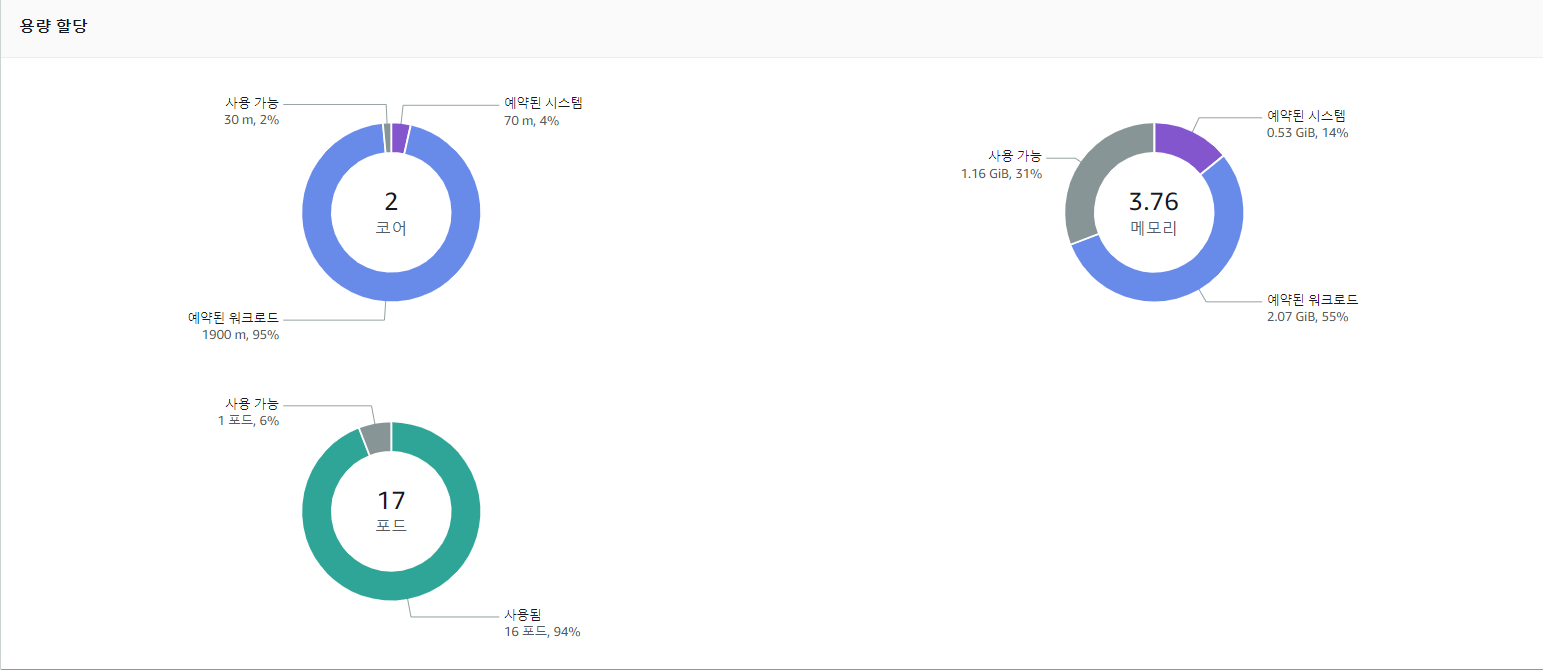 용량 할당
사용 가능
30 m, 2%
예약된 시스템
70 m, 4%
2
코어
예약된 워크로드
1900 m, 95%
예약된 시스템
0.53 GiB, 14%
사용 가능
1.16 GiB, 31%
3.76
메모리
예약된 워크로드
2.07 GiB, 55%
사용 가능
1 포드, 6%
17
포드
사용됨
16 포드, 94%